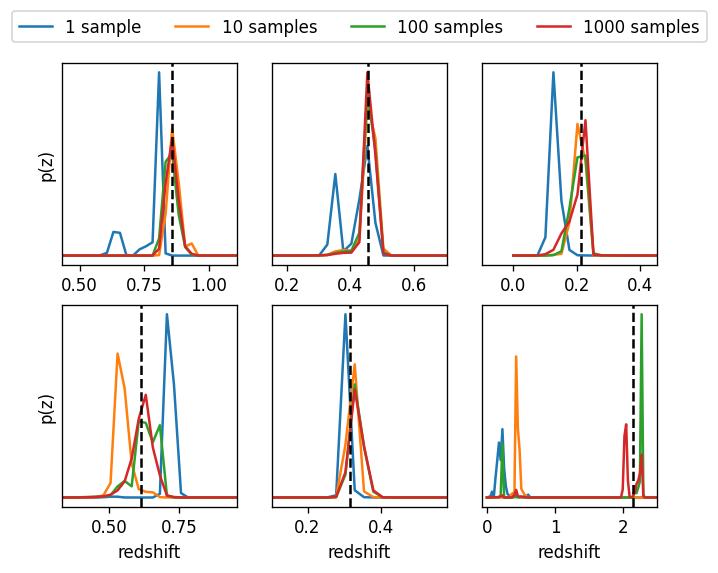 1 sample 10 samples 100 samples 1000 samples
p(z)
0.50 0.75 1.00 0.2 0.4 0.6 0.0 0.2 0.4
p(z)
0.50 0.75 0.2 0.4 0 1 2
redshift redshift redshift